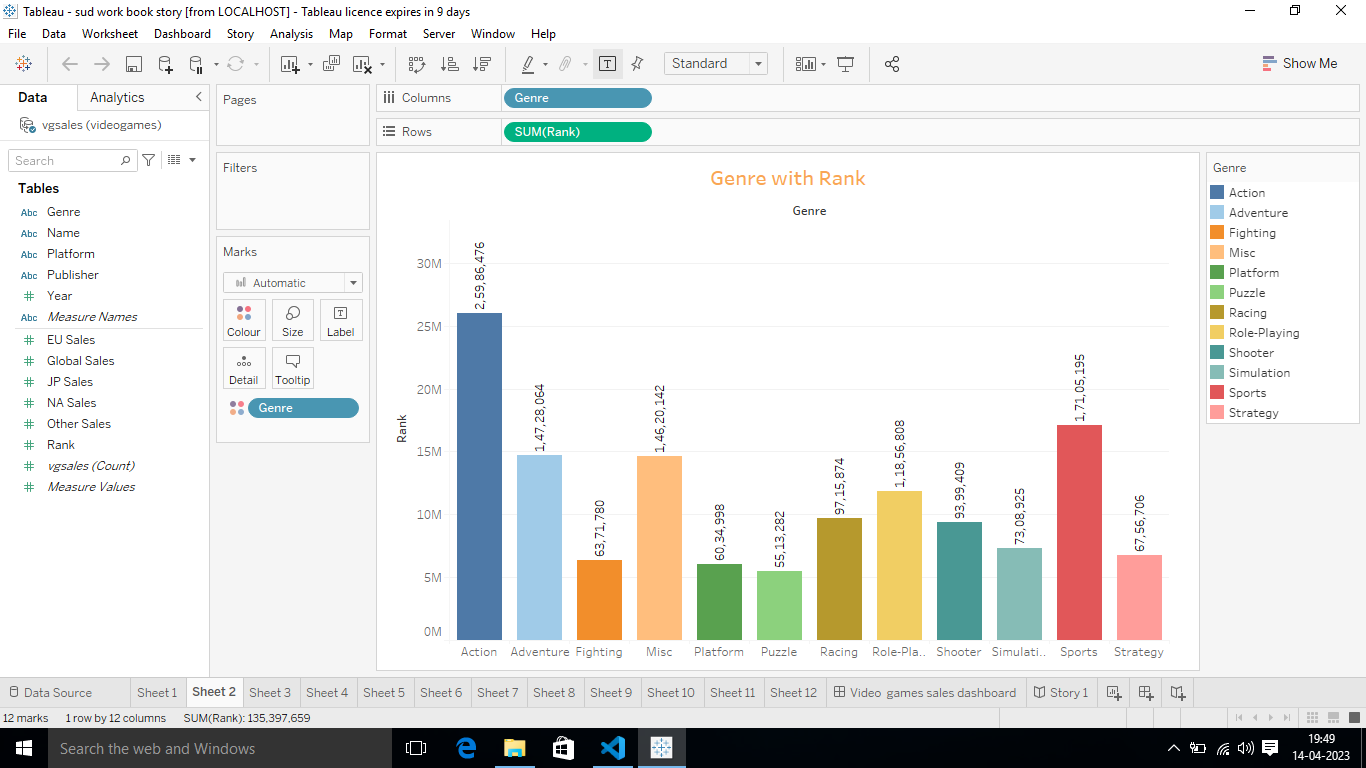 Tableau - sud work book story [from LOCALHOST] - Tableau licence expires in 9 days
File Data Worksheet Dashboard Story Analysis Map Format Server Window Help
Standard
Show Me
Data Analytics
vgsales (videogames)
Search
Tables
Abc Genre
Abc Name
Abc Platform
Abc Publisher
Year
Abc Measure Names
EU Sales
Global Sales
JP Sales
NA Sales
Other Sales
Rank
vgsales (Count)
Measure Values
Pages
Filters
Marks
Automatic
Colour Size Label
Detail Tooltip
Genre
Columns Genre
Rows SUM(Rank)
Genre with Rank
Genre
Rank
30M
25M
20M
15M
10M
5M
0M
2,59,86,476
1,47,28,064
63,71,780
1,46,20,142
60,34,998
55,13,282
97,15,874
1,18,56,808
93,99,409
73,08,925
1,71,05,195
67,56,706
Action Adventure Fighting Misc Platform Puzzle Racing Role-Pla.. Shooter Simulati.. Sports Strategy
Genre
Action
Adventure
Fighting
Misc
Platform
Puzzle
Racing
Role-Playing
Shooter
Simulation
Sports
Strategy
Data Source Sheet 1 Sheet 2 Sheet 3 Sheet 4 Sheet 5 Sheet 6 Sheet 7 Sheet 8 Sheet 9 Sheet 10 Sheet 11 Sheet 12 Video games sales dashboard Story 1
12 marks 1 row by 12 columns SUM(Rank): 135,397,659
Search the web and Windows
19:49
14-04-2023